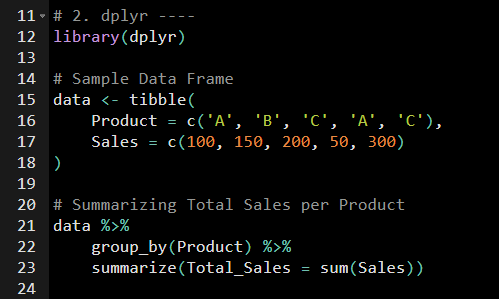 11 # 2. dplyr ----
12 library(dplyr)
13
14 # Sample Data Frame
15 data <- tibble(
16     Product = c('A', 'B', 'C', 'A', 'C'),
17     Sales = c(100, 150, 200, 50, 300)
18 )
19
20 # Summarizing Total Sales per Product
21 data %>%
22     group_by(Product) %>%
23     summarize(Total_Sales = sum(Sales))
24